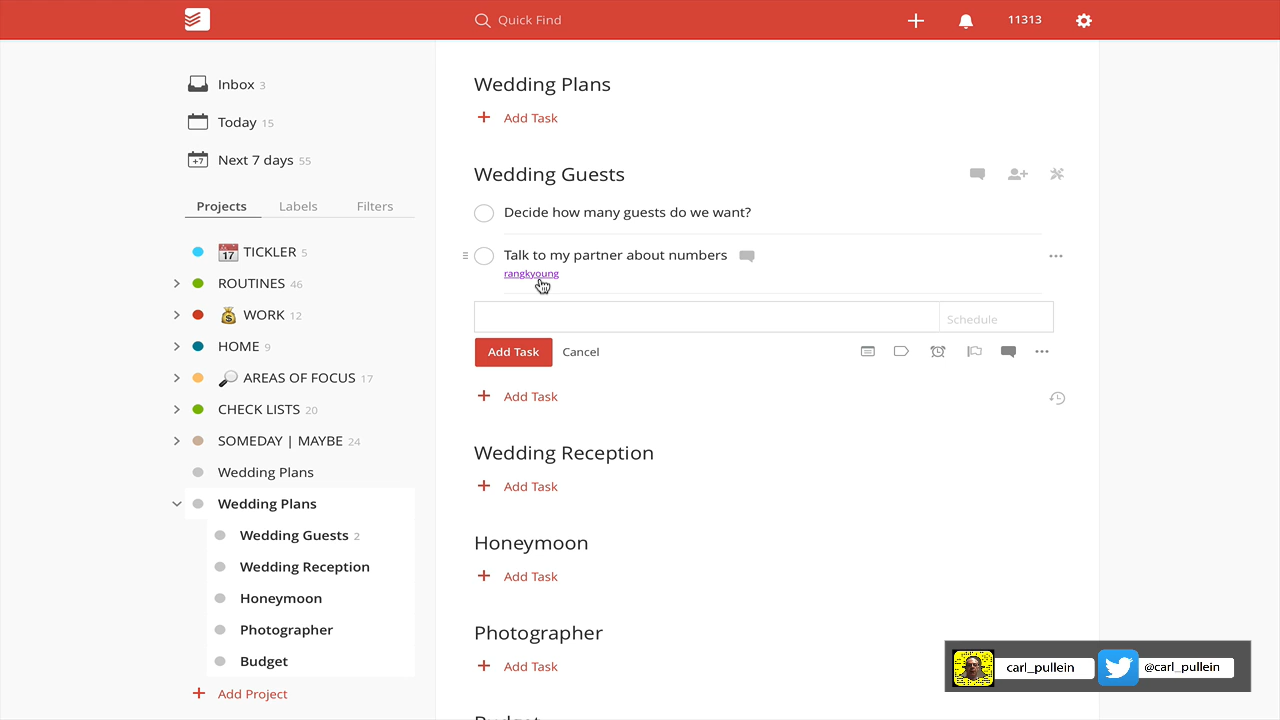 Quick Find
11313
Inbox 3
Today 15
+7 Next 7 days 55
Projects Labels Filters
17 TICKLER 5
ROUTINES 46
WORK 12
HOME 9
AREAS OF FOCUS 17
CHECK LISTS 20
SOMEDAY | MAYBE 24
Wedding Plans
Wedding Plans
Wedding Guests 2
Wedding Reception
Honeymoon
Photographer
Budget
Add Project
Wedding Plans
Add Task
Wedding Guests
Decide how many guests do we want?
Talk to my partner about numbers
rangkyoung
Schedule
Add Task Cancel
Add Task
Wedding Reception
Add Task
Honeymoon
Add Task
Photographer
Add Task
Budget
carl_pullein @carl_pullein